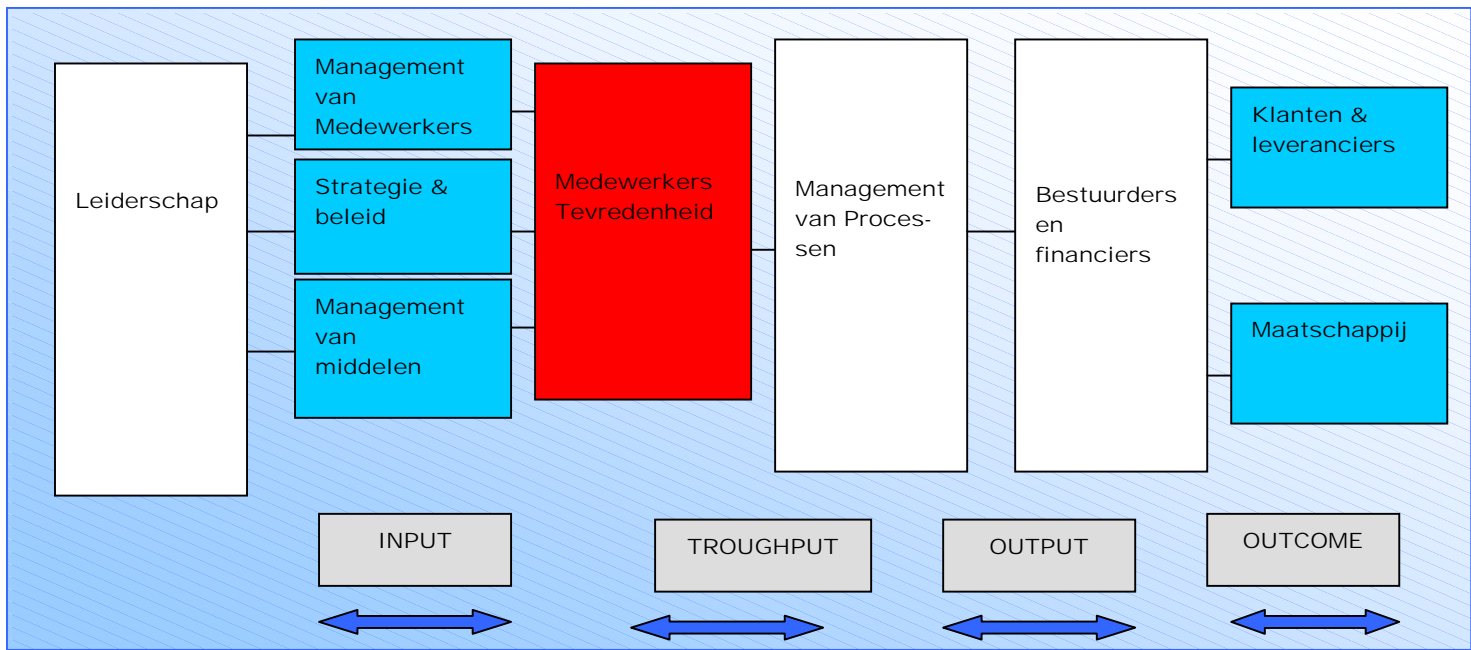 Leiderschap
Management
van
Medewerkers
Strategie &
beleid
Management
van
middelen
Medewerkers
Tevredenheid
Management
van Proces-
sen
Bestuurders
en
financiers
Klanten &
leveranciers
Maatschappij
INPUT
TROUGHPUT
OUTPUT
OUTCOME